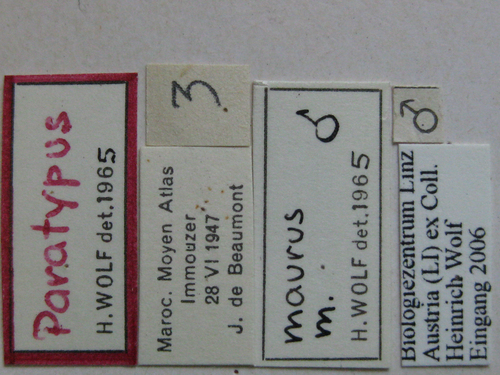 Paratypus
H. WOLF det. 1965
3
Maroc. Moyen Atlas
Immouzer
28 VI 1947
J. de Beaumont
♂
maurus
m.
H. WOLF det. 1965
♂
Biologiezentrum Linz
Austria (LI) ex Coll.
Heinrich Wolf
Eingang 2006